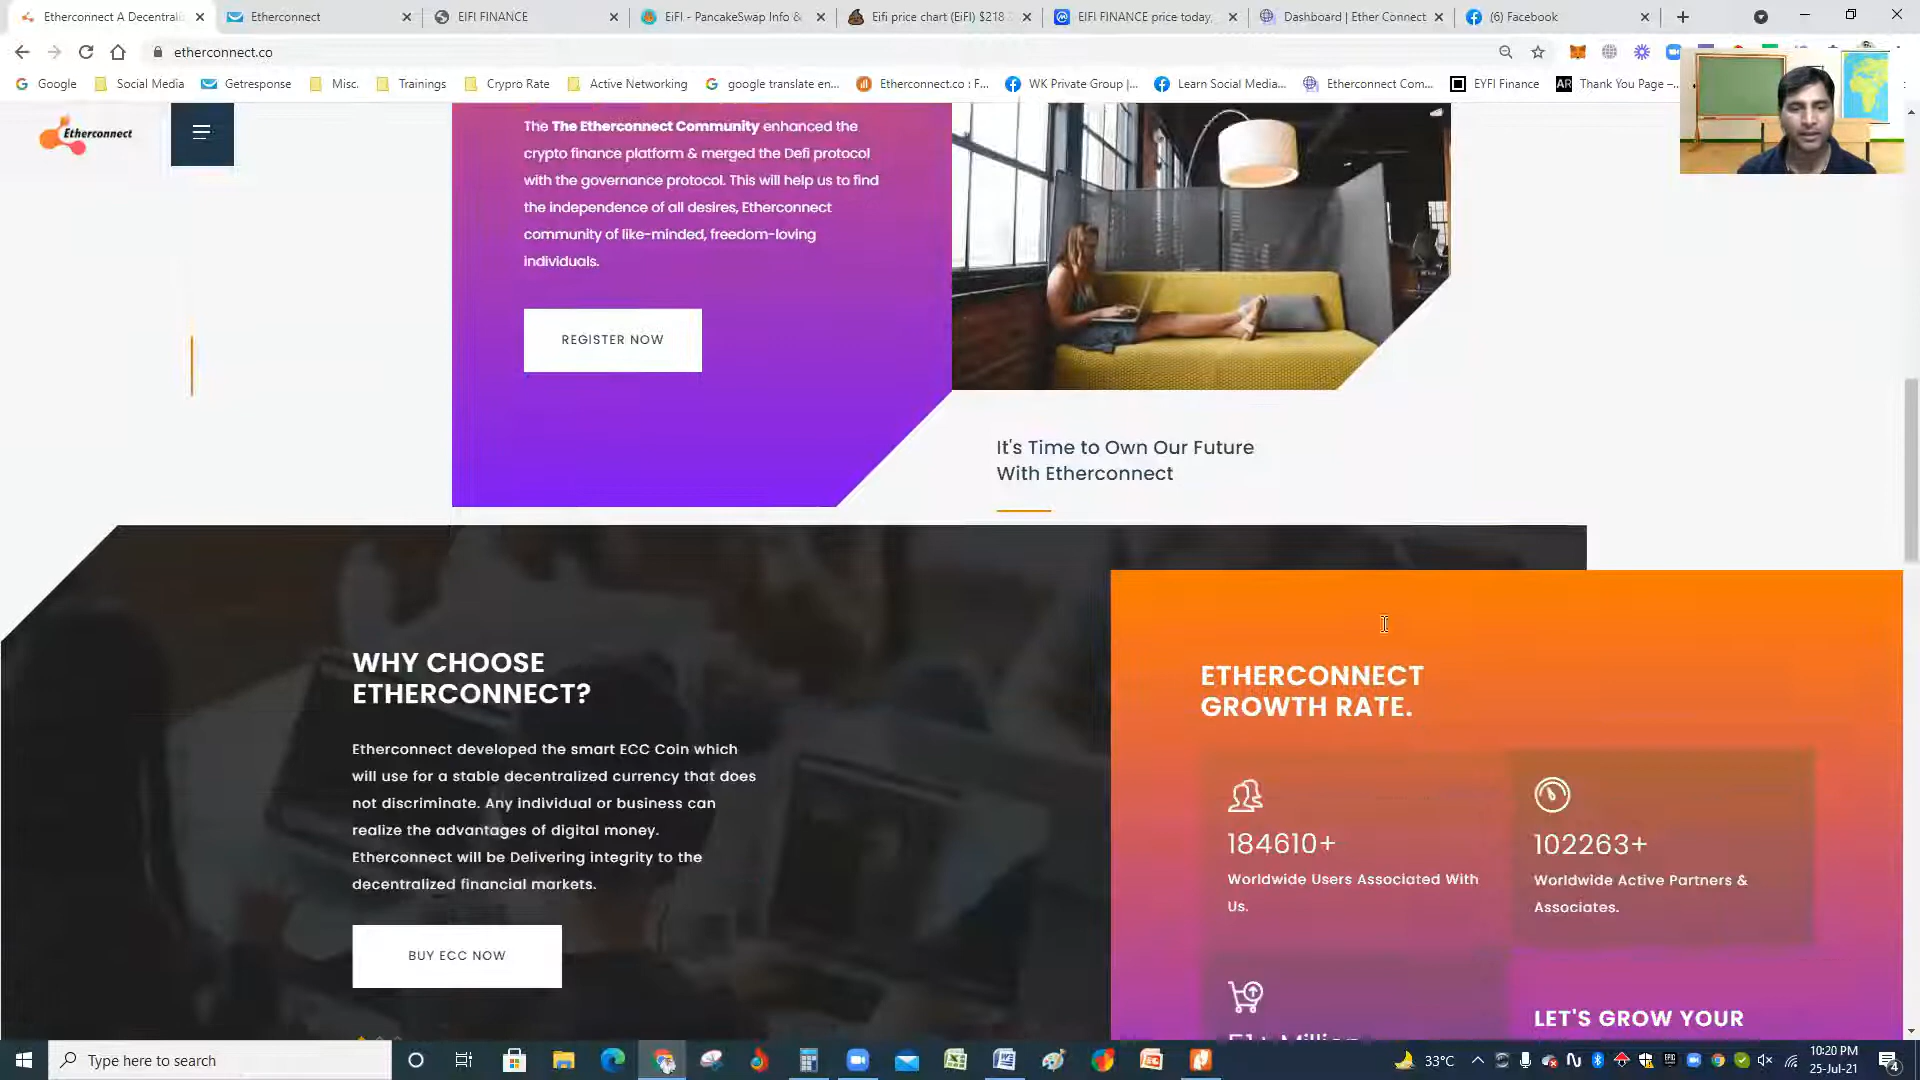 Etherconnect A Decentrali
Etherconnect
EIFI FINANCE
EiFI - PancakeSwap Info &
Eifi price chart (EiFI) $218
EIFI FINANCE price today,
Dashboard | Ether Connect
(6) Facebook
etherconnect.co
Google
Social Media
Getresponse
Misc.
Trainings
Crypro Rate
Active Networking
google translate en...
Etherconnect.co : F...
WK Private Group |...
Learn Social Media...
Etherconnect Com...
EYFI Finance
AR
Thank You Page –...
Etherconnect
The The Etherconnect Community enhanced the
crypto finance platform & merged the Defi protocol
with the governance protocol. This will help us to find
the independence of all desires, Etherconnect
community of like-minded, freedom-loving
individuals.
REGISTER NOW
It's Time to Own Our Future
With Etherconnect
WHY CHOOSE
ETHERCONNECT?
Etherconnect developed the smart ECC Coin which
will use for a stable decentralized currency that does
not discriminate. Any individual or business can
realize the advantages of digital money.
Etherconnect will be Delivering integrity to the
decentralized financial markets.
BUY ECC NOW
ETHERCONNECT
GROWTH RATE.
184610+
Worldwide Users Associated With
Us.
102263+
Worldwide Active Partners &
Associates.
LET'S GROW YOUR
Type here to search
33°C
10:20 PM
25-Jul-21
4